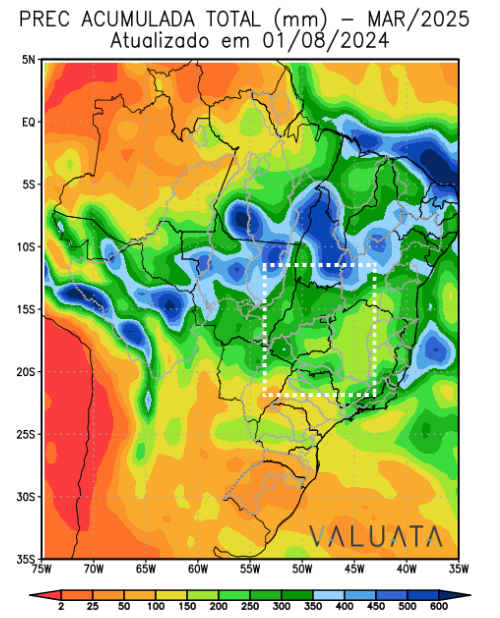 PREC ACUMULADA TOTAL (mm) – MAR/2025
Atualizado em 01/08/2024
5N
EQ
5S
10S
15S
20S
25S
30S
35S
VALUATA
75W 70W 65W 60W 55W 50W 45W 40W 35W
2 25 50 100 150 200 250 300 350 400 450 500 600